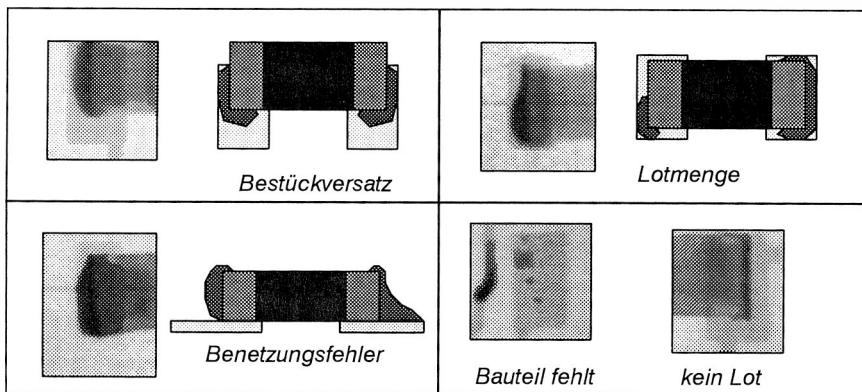 Bestückversatz
Lotmenge
Benetzungsfehler
Bauteil fehlt
kein Lot